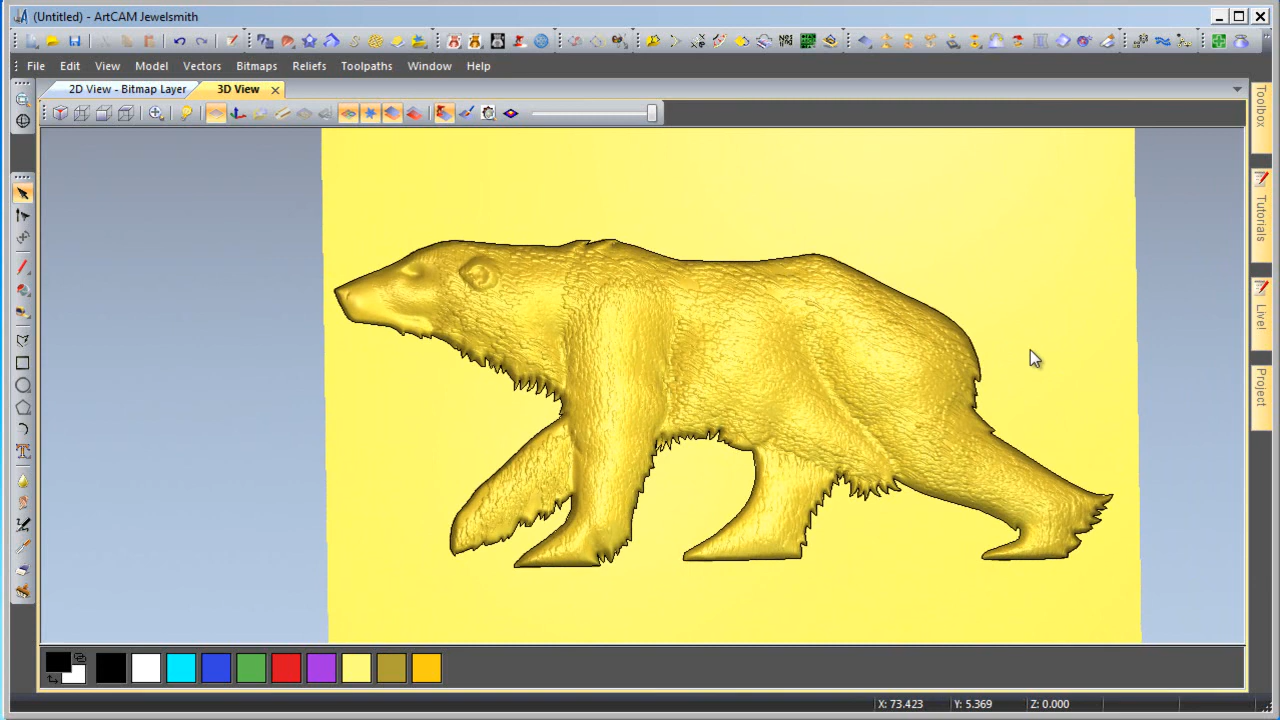 (Untitled) - ArtCAM Jewelsmith
File Edit View Model Vectors Bitmaps Reliefs Toolpaths Window Help
2D View - Bitmap Layer 3D View
Toolbox
Tutorials
Live!
Project
X: 73.423 Y: 5.369 Z: 0.000